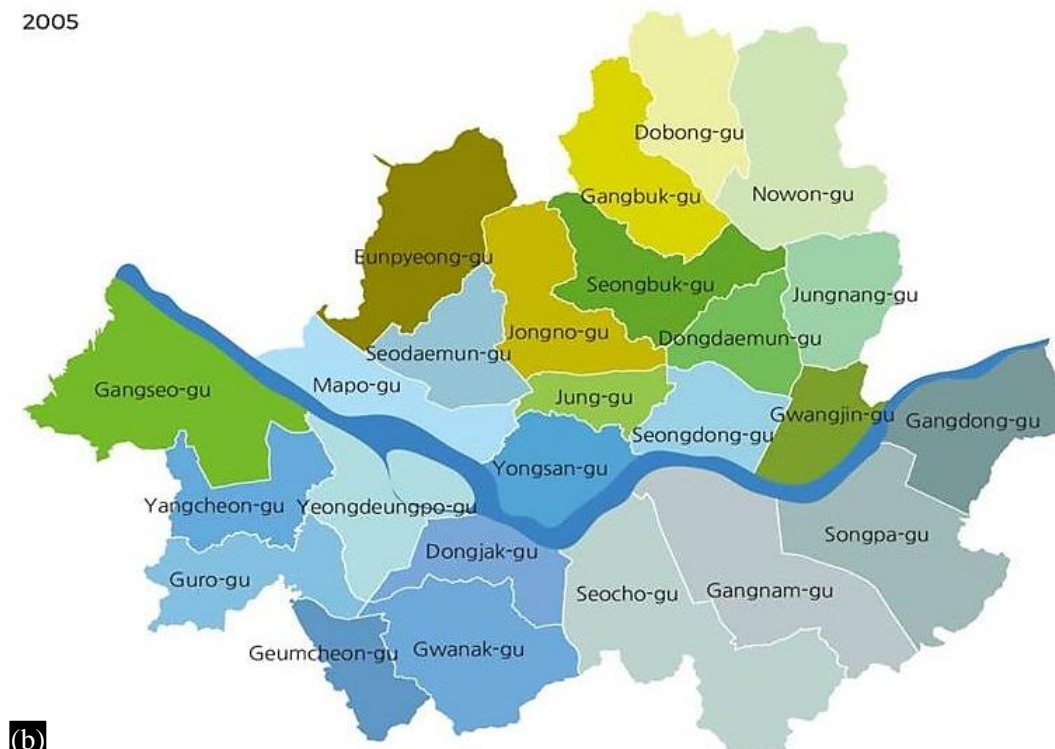 2005
Dobong-gu
Gangbuk-gu
Nowon-gu
Eunpyeong-gu
Seongbuk-gu
Jungnang-gu
Jongno-gu
Dongdaemun-gu
Seodaemun-gu
Mapo-gu
Gangseo-gu
Jung-gu
Gwangjin-gu
Gangdong-gu
Seongdong-gu
Yongsan-gu
Yangcheon-gu
Yeongdeungpo-gu
Songpa-gu
Dongjak-gu
Guro-gu
Seocho-gu
Gangnam-gu
Geumcheon-gu
Gwanak-gu
(b)